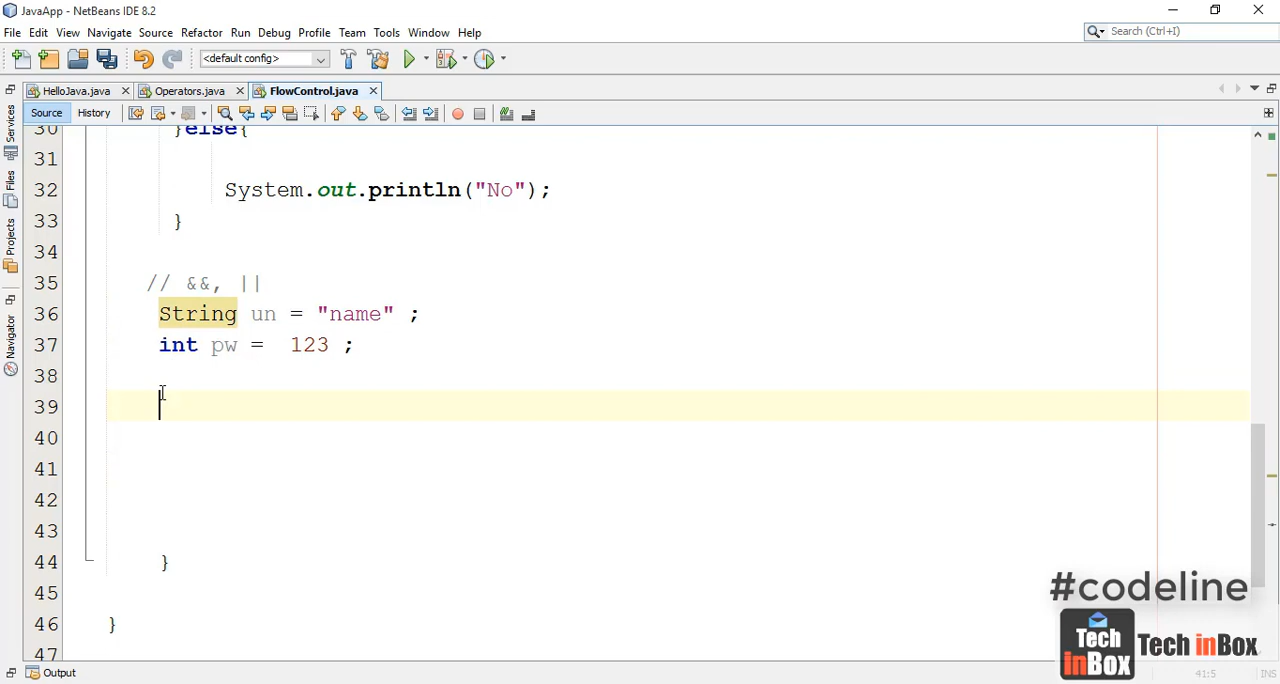 JavaApp - NetBeans IDE 8.2
File Edit View Navigate Source Refactor Run Debug Profile Team Tools Window Help
Search (Ctrl+I)
<default config>
HelloJava.java Operators.java FlowControl.java
Source History
Services
Files
Projects
Navigator
30 }else{
31
32 System.out.println("No");
33 }
34
35 // &&, ||
36 String un = "name" ;
37 int pw = 123 ;
38
39
40
41
42
43
44 }
45
46 }
47
#codeline
Tech inBox Tech inBox
Output
41:5 INS